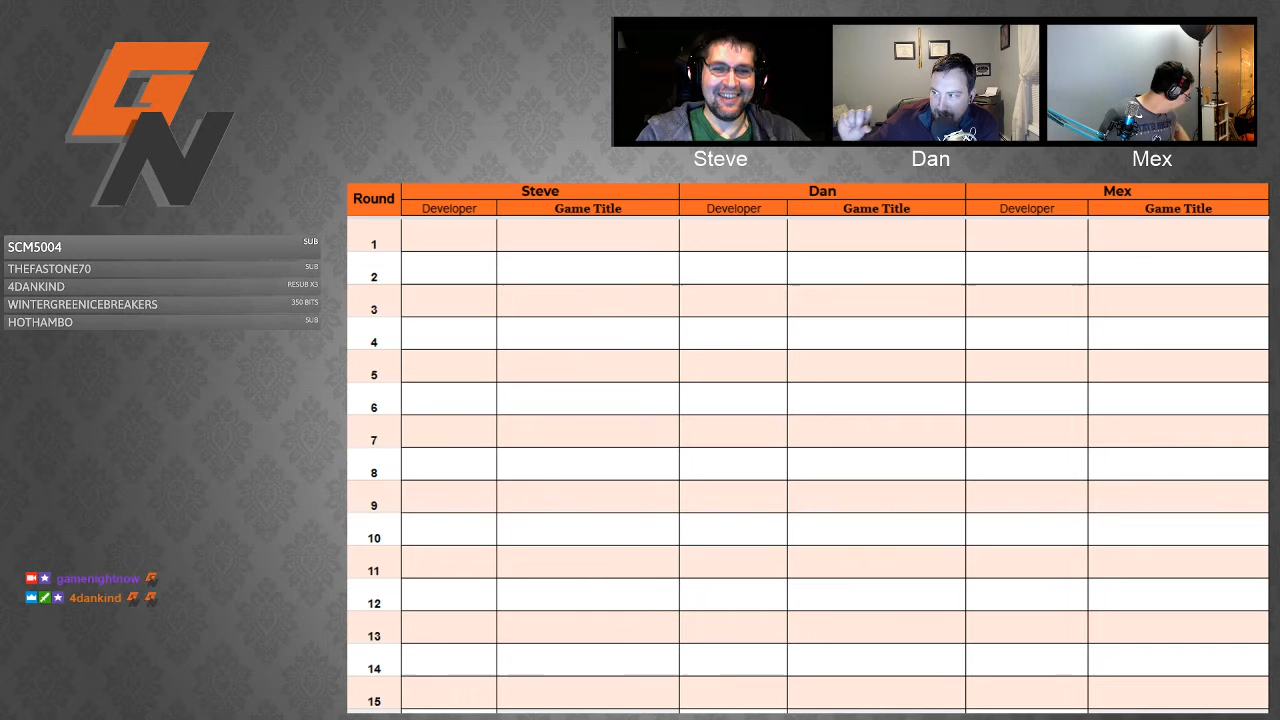 GN
Steve Dan Mex
Steve Dan Mex
Round
Developer Game Title Developer Game Title Developer Game Title
SCM5004 SUB
THEFASTONE70 SUB
4DANKIND RESUB X3
WINTERGREENICEBREAKERS 350 BITS
HOTHAMBO SUB
1
2
3
4
5
6
7
8
9
10
11
12
13
14
15
gamenightnow
4dankind